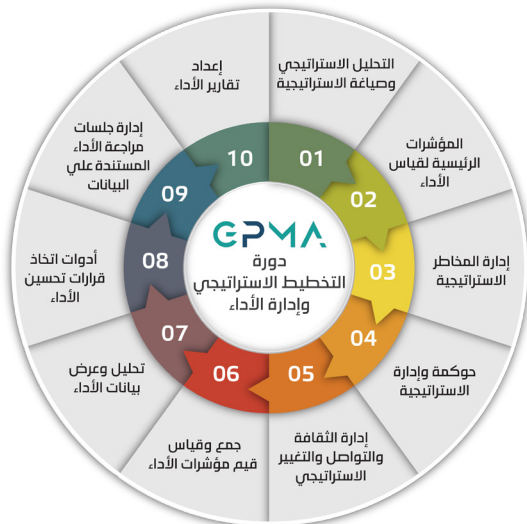 GPMA
دورة
التخطيط الاستراتيجي
وإدارة الأداء
01
التحليل الاستراتيجي
وصياغة الاستراتيجية
02
المؤشرات
الرئيسية لقياس
الأداء
03
إدارة المخاطر
الاستراتيجية
04
حوكمة وإدارة
الاستراتيجية
05
إدارة الثقافة
والتواصل والتغيير
الاستراتيجي
06
جمع وقياس
قيم مؤشرات الأداء
07
تحليل وعرض
بيانات الأداء
08
أدوات اتخاذ
قرارات تحسين
الأداء
09
إدارة جلسات
مراجعة الأداء
المستندة علي
البيانات
10
إعداد
تقارير الأداء